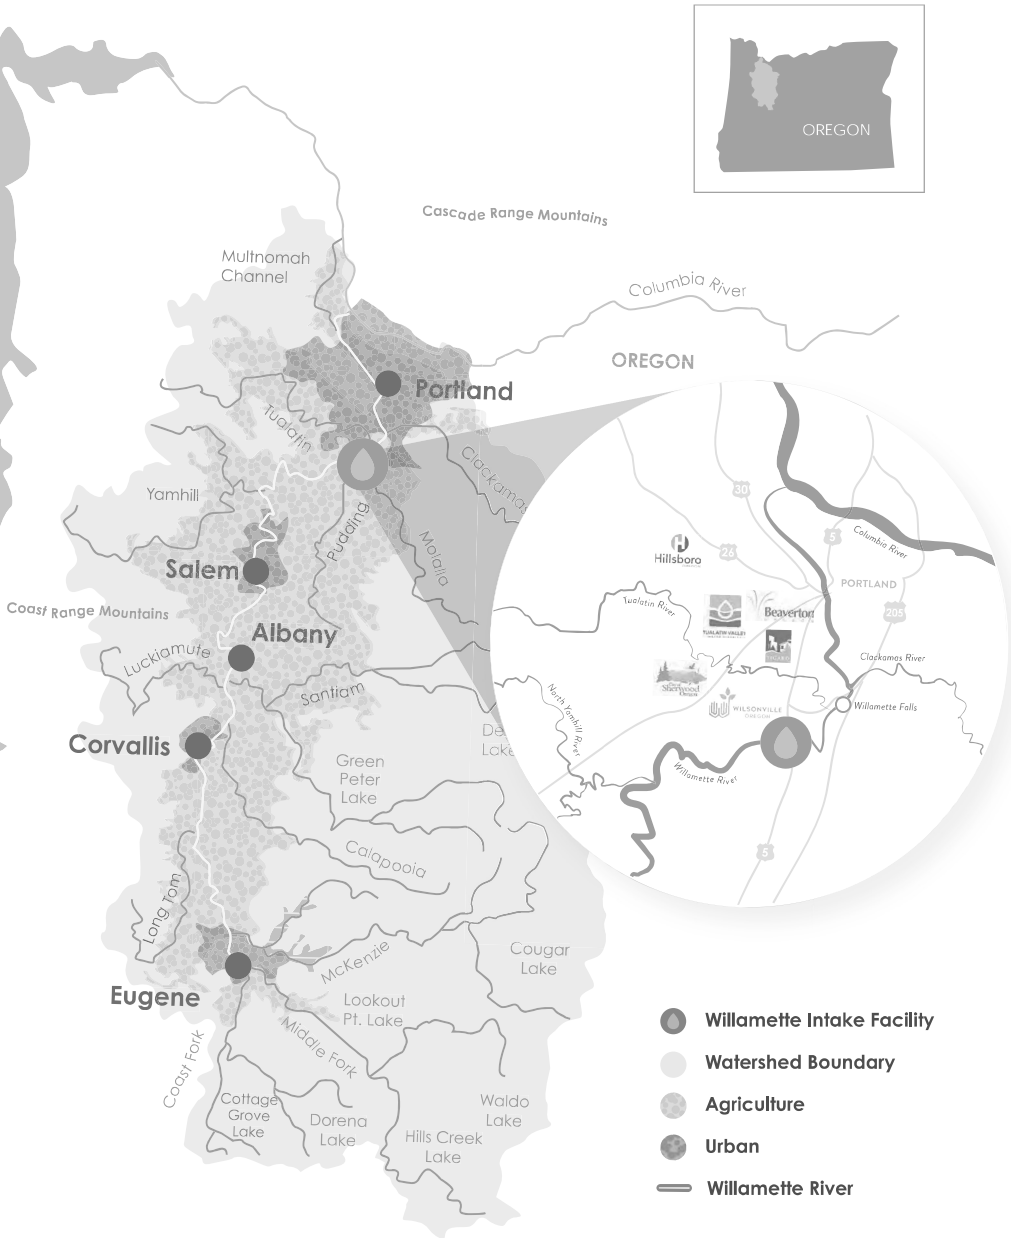 OREGON
Cascade Range Mountains
Multnomah
Channel
Columbia River
OREGON
Portland
Tualatin
Clackamas
Yamhill
Pudding
Molalla
Salem
Coast Range Mountains
Albany
Luckiamute
Santiam
Corvallis
De
Lake
Green
Peter
Lake
Calapooia
Long Tom
McKenzie
Cougar
Lake
Eugene
Lookout
Pt. Lake
Middle Fork
Coast Fork
Cottage
Grove
Lake
Dorena
Lake
Waldo
Lake
Hills Creek
Lake
30
26
5
Columbia River
Hillsboro
PORTLAND
205
Tualatin River
TUALATIN VALLEY
Beaverton
Clackamas River
Sherwood
Oregon
WILSONVILLE
OREGON
Willamette Falls
North Yamhill River
Willamette River
5
Willamette Intake Facility
Watershed Boundary
Agriculture
Urban
Willamette River